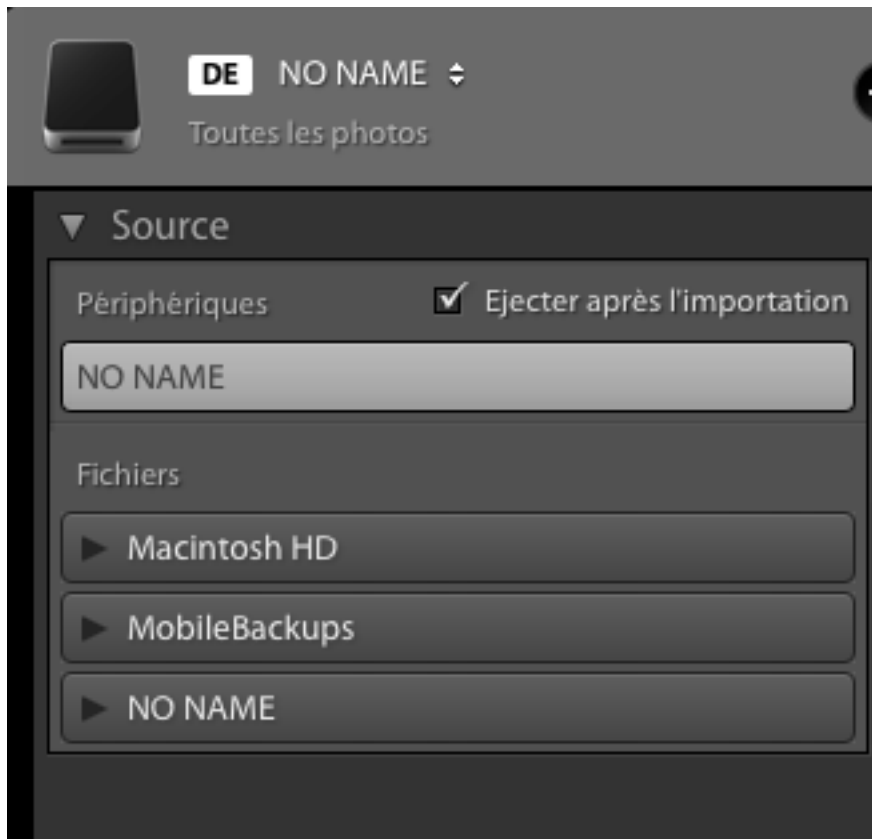 DE NO NAME
Toutes les photos
Source
Périphériques Ejecter après l'importation
NO NAME
Fichiers
Macintosh HD
MobileBackups
NO NAME